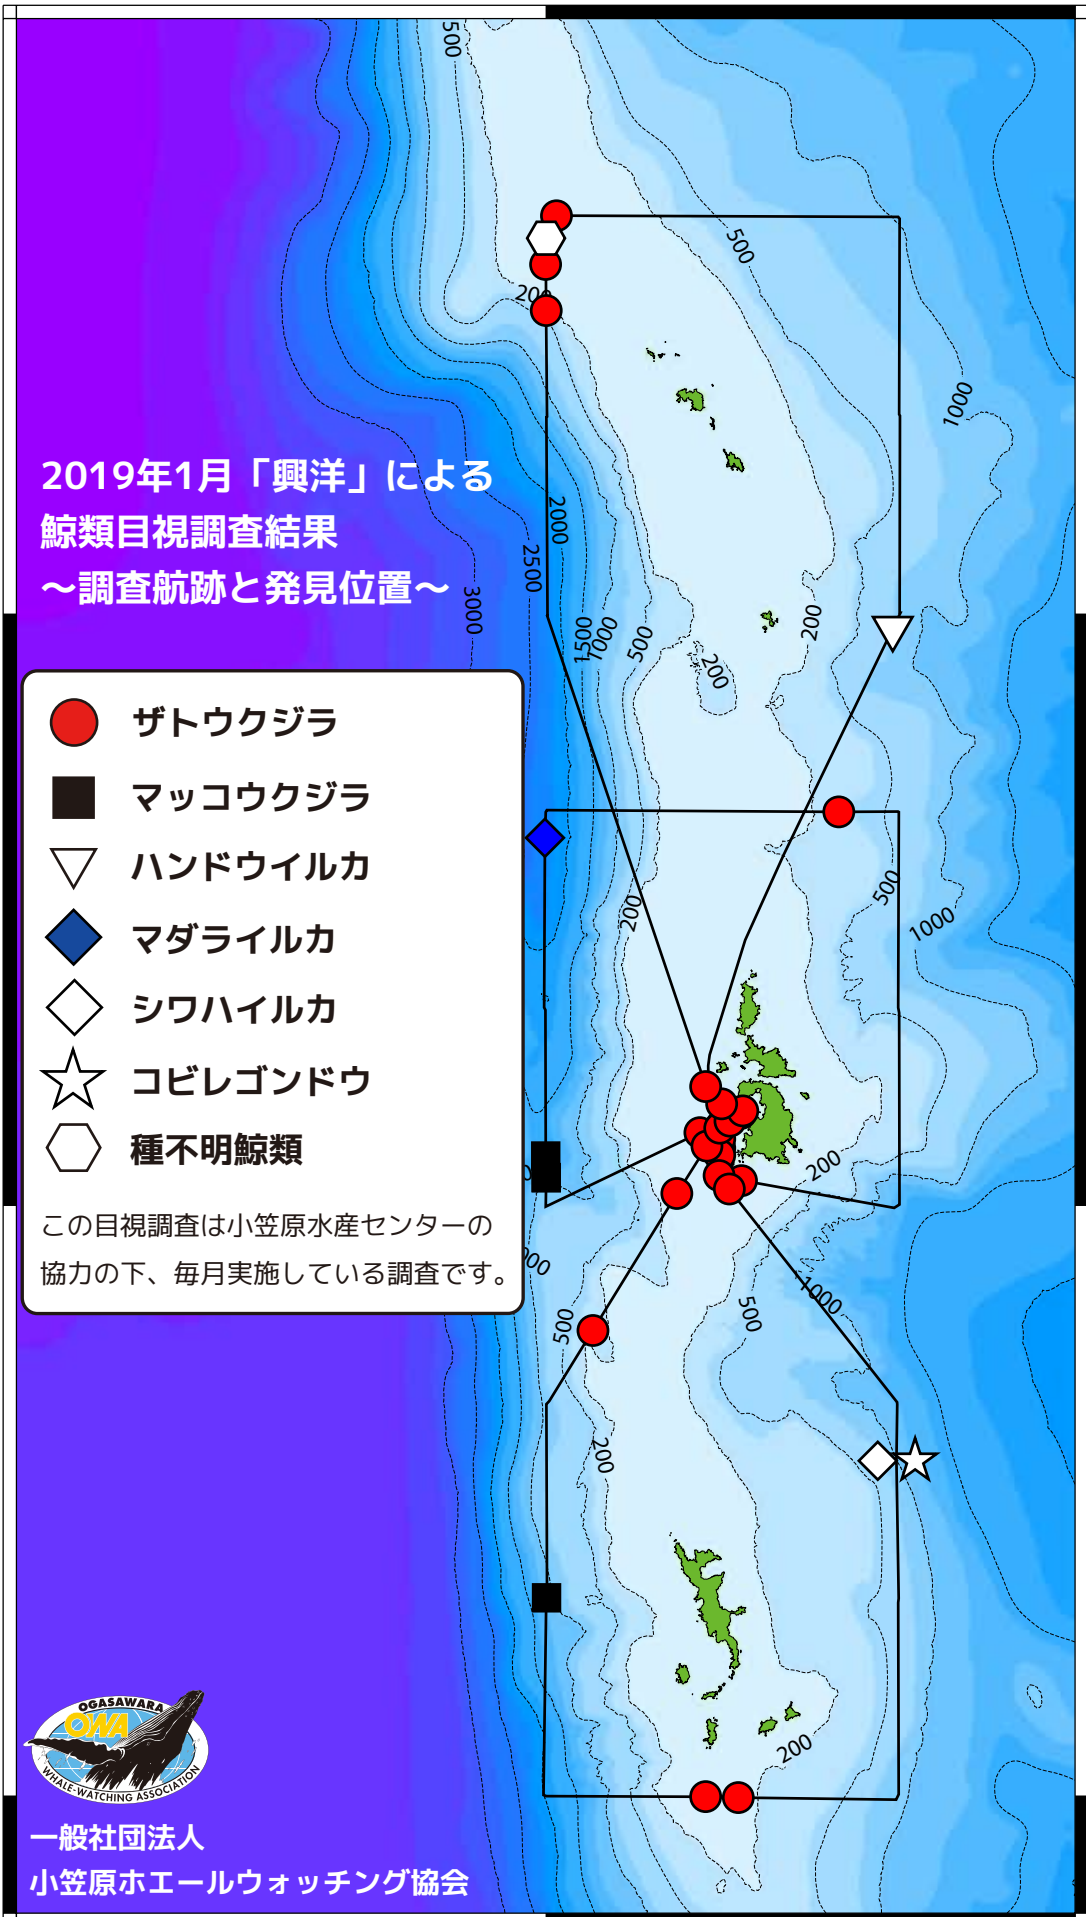 500
500
200
1000
2019年1月「興洋」による
鯨類目視調査結果
～調査航跡と発見位置～
2000
2500
3000
1500
1000
500
200
200
ザトウクジラ
マッコウクジラ
ハンドウイルカ
マダライルカ
シワハイルカ
コビレゴンドウ
種不明鯨類
この目視調査は小笠原水産センターの
協力の下、毎月実施している調査です。
200
500
1000
200
500
500
1000
200
200
OGASAWARA
OWA
WHALE-WATCHING ASSOCIATION
一般社団法人
小笠原ホエールウォッチング協会